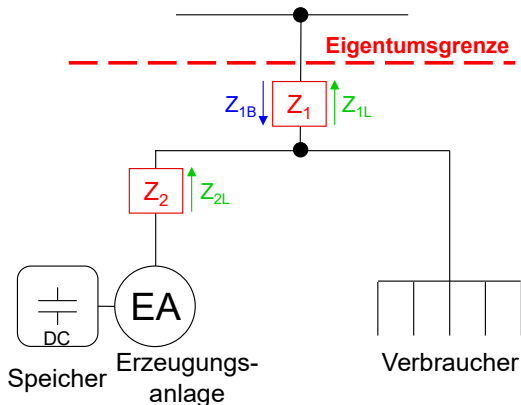 Eigentumsgrenze
Z1B
Z1
Z1L
Z2
Z2L
EA
DC
Speicher
Erzeugungs-
anlage
Verbraucher